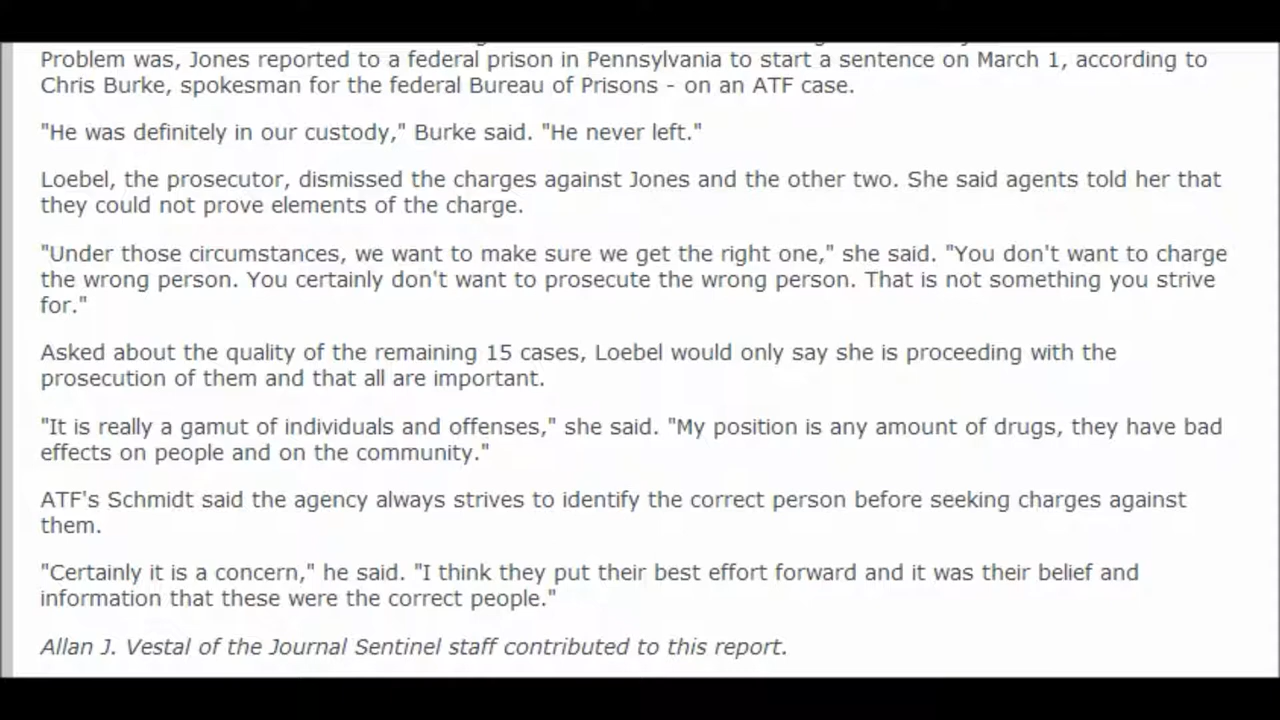 Problem was, Jones reported to a federal prison in Pennsylvania to start a sentence on March 1, according to
Chris Burke, spokesman for the federal Bureau of Prisons - on an ATF case.
"He was definitely in our custody," Burke said. "He never left."
Loebel, the prosecutor, dismissed the charges against Jones and the other two. She said agents told her that
they could not prove elements of the charge.
"Under those circumstances, we want to make sure we get the right one," she said. "You don't want to charge
the wrong person. You certainly don't want to prosecute the wrong person. That is not something you strive
for."
Asked about the quality of the remaining 15 cases, Loebel would only say she is proceeding with the
prosecution of them and that all are important.
"It is really a gamut of individuals and offenses," she said. "My position is any amount of drugs, they have bad
effects on people and on the community."
ATF's Schmidt said the agency always strives to identify the correct person before seeking charges against
them.
"Certainly it is a concern," he said. "I think they put their best effort forward and it was their belief and
information that these were the correct people."
Allan J. Vestal of the Journal Sentinel staff contributed to this report.